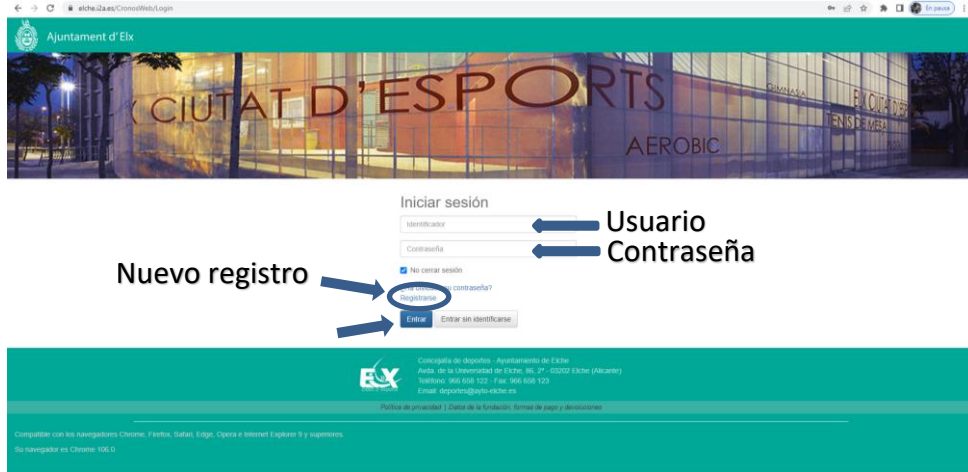 elche.i2a.es/CronosWeb/Login
En pausa
Ajuntament d'Elx
X CIUTAT D'ESPORTS
GIMNASIA
TENIS DE MESA
AEROBIC
Iniciar sesión
Identificador
Usuario
Contraseña
Contraseña
No cerrar sesión
Nuevo registro
contraseña?
Registrarse
Entrar
Entrar sin identificarse
Concejalía de deportes - Ayuntamiento de Elche
Avda. de la Universidad de Elche, 86, 2ª - 03202 Elche (Alicante)
ELX
Teléfono: 966 658 122 - Fax: 966 658 123
Email: deportes@ayto-elche.es
Política de privacidad | Datos de la fundación, formas de pago y devoluciones
Compatible con los navegadores Chrome, Firefox, Safari, Edge, Opera e Internet Explorer 9 y superiores.
Su navegador es Chrome 106.0